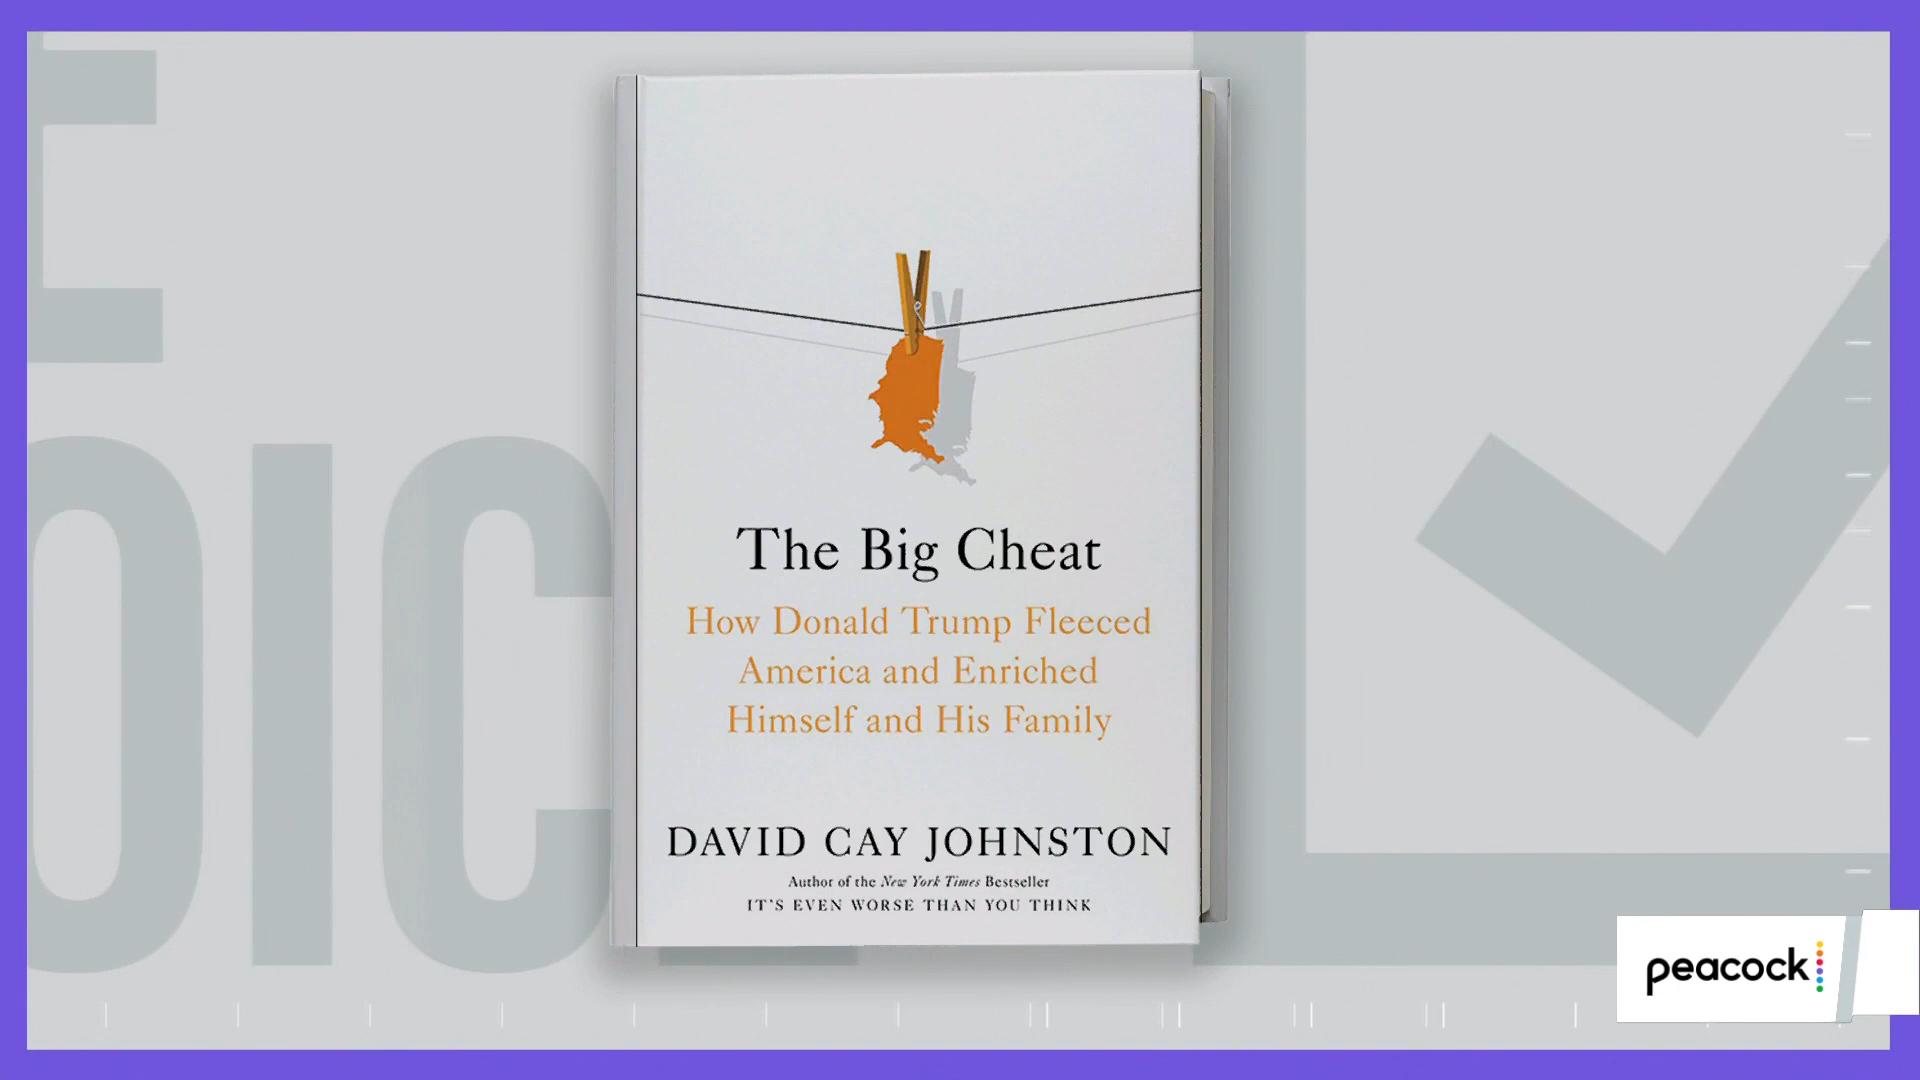 E
OIC
The Big Cheat
How Donald Trump Fleeced
America and Enriched
Himself and His Family
DAVID CAY JOHNSTON
Author of the New York Times Bestseller
IT'S EVEN WORSE THAN YOU THINK
peacock